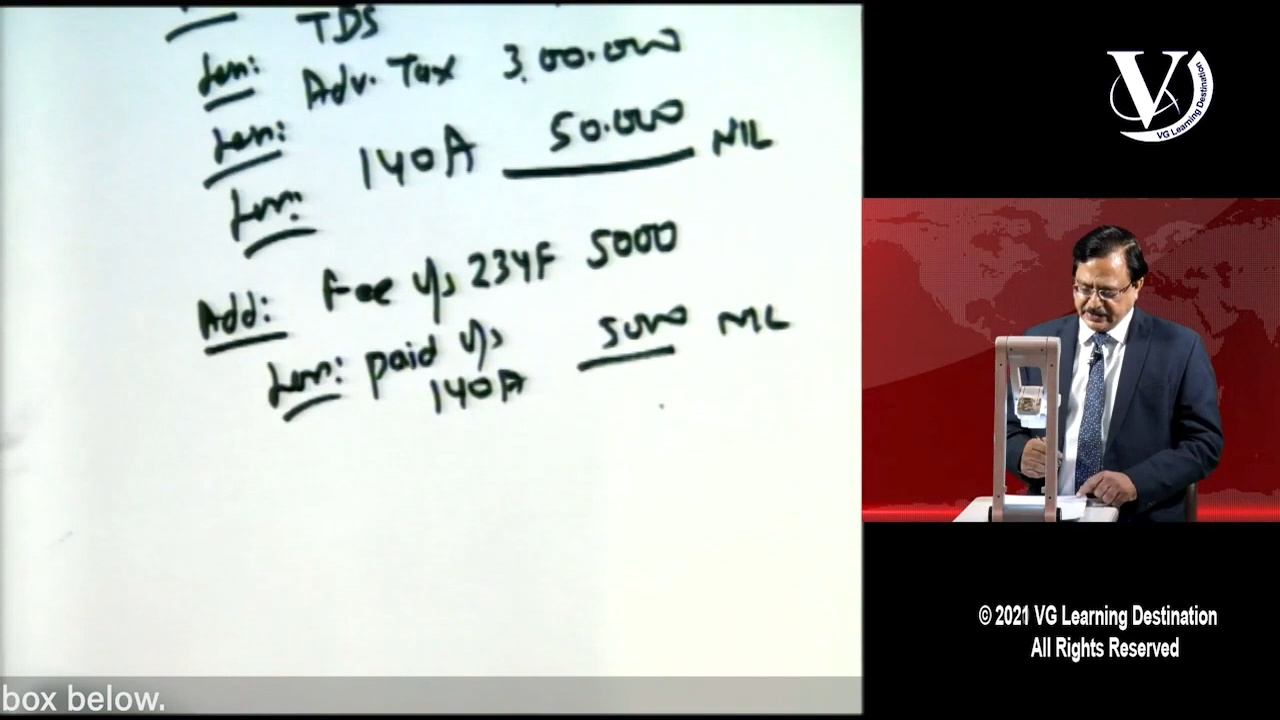 TDS
Less: Adv. Tax 3,00,000
Less: 140A 50,000 NIL
Less:
Add: Fee u/s 234F 5000
Less: paid u/s 5000 NIL
140A
box below.
V
VG Learning Destination
© 2021 VG Learning Destination
All Rights Reserved